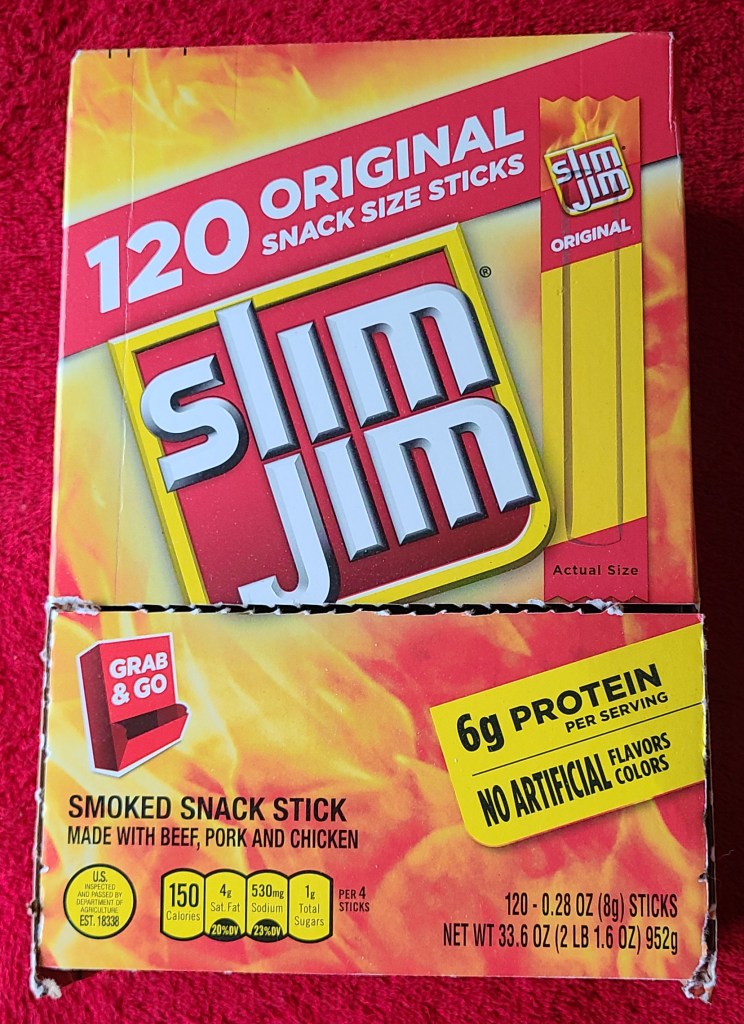 120 ORIGINAL
SNACK SIZE STICKS
slim
jim
ORIGINAL
slim
jim
®
Actual Size
GRAB
& GO
6g PROTEIN
PER SERVING
NO ARTIFICIAL FLAVORS
COLORS
SMOKED SNACK STICK
MADE WITH BEEF, PORK AND CHICKEN
U.S.
INSPECTED
AND PASSED BY
DEPARTMENT OF
AGRICULTURE
EST. 18338
150
Calories
4g
Sat. Fat
20%DV
530mg
Sodium
23%DV
1g
Total
Sugars
PER 4
STICKS
120 - 0.28 OZ (8g) STICKS
NET WT 33.6 OZ (2 LB 1.6 OZ) 952g